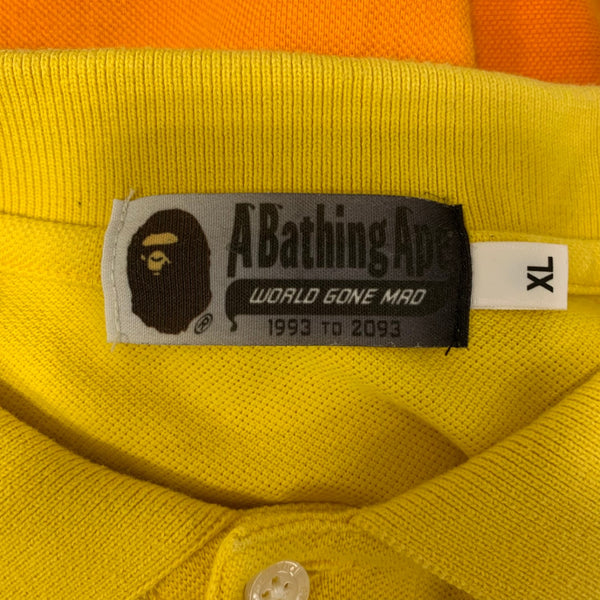 A Bathing Ape
WORLD GONE MAD
1993 TO 2093
®
XL